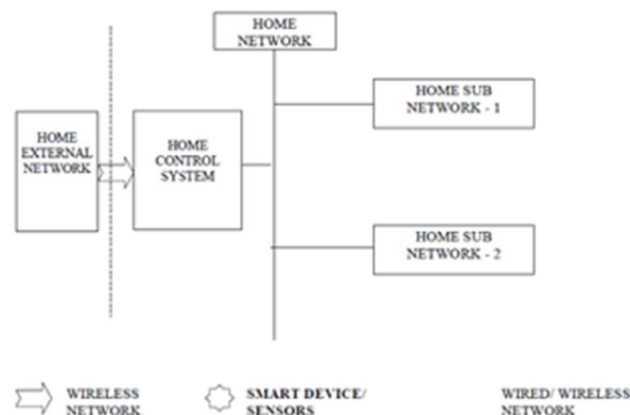 HOME
NETWORK
HOME SUB
NETWORK - 1
HOME
EXTERNAL
NETWORK
HOME
CONTROL
SYSTEM
HOME SUB
NETWORK - 2
WIRELESS
NETWORK
SMART DEVICE/
SENSORS
WIRED/ WIRELESS
NETWORK